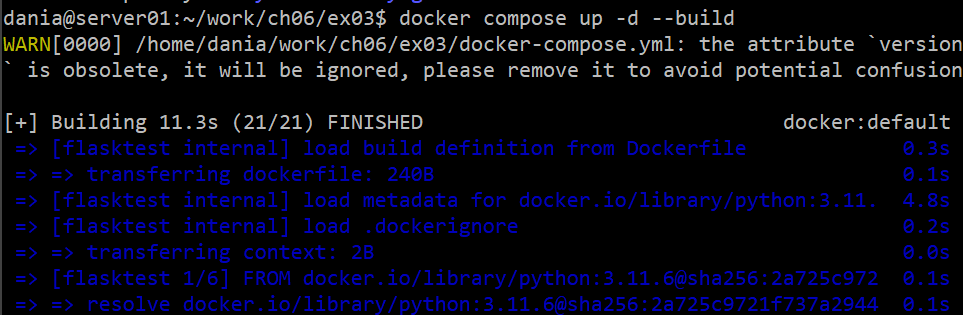 dania@server01:~/work/ch06/ex03$ docker compose up -d --build
WARN[0000] /home/dania/work/ch06/ex03/docker-compose.yml: the attribute `version
` is obsolete, it will be ignored, please remove it to avoid potential confusion
[+] Building 11.3s (21/21) FINISHED docker:default
=> [flasktest internal] load build definition from Dockerfile 0.3s
=> => transferring dockerfile: 240B 0.1s
=> [flasktest internal] load metadata for docker.io/library/python:3.11. 4.8s
=> [flasktest internal] load .dockerignore 0.2s
=> => transferring context: 2B 0.0s
=> [flasktest 1/6] FROM docker.io/library/python:3.11.6@sha256:2a725c972 0.1s
=> => resolve docker.io/library/python:3.11.6@sha256:2a725c9721f737a2944 0.1s